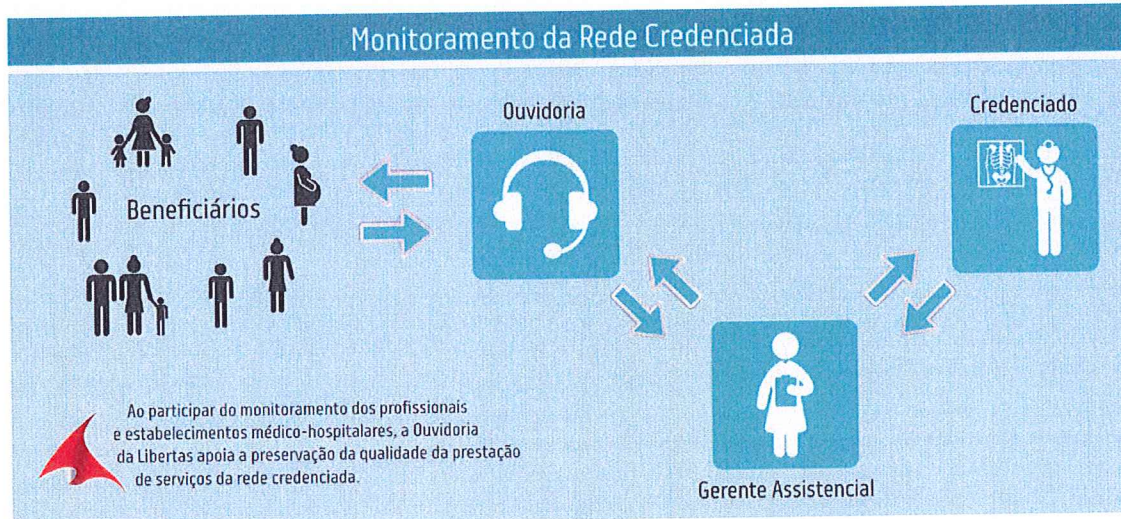 Monitoramento da Rede Credenciada
Ouvidoria
Credenciado
Beneficiários
Ao participar do monitoramento dos profissionais
e estabelecimentos médico-hospitalares, a Ouvidoria
da Libertas apoia a preservação da qualidade da prestação
de serviços da rede credenciada.
Gerente Assistencial